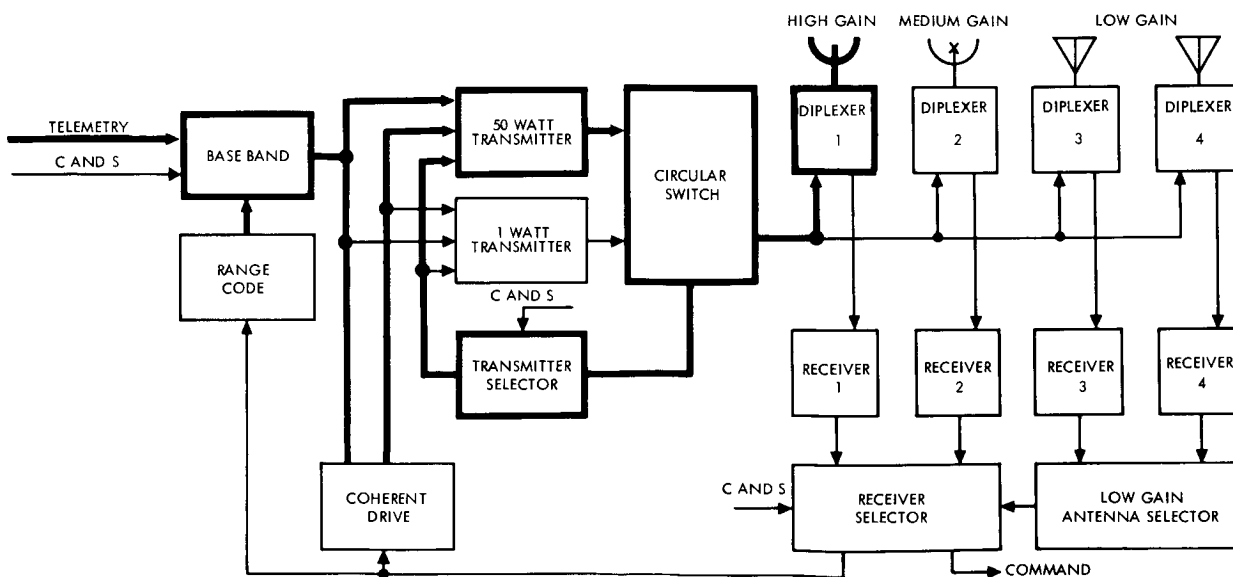 HIGH GAIN
MEDIUM GAIN
LOW GAIN
TELEMETRY
C AND S
BASE BAND
RANGE
CODE
50 WATT
TRANSMITTER
1 WATT
TRANSMITTER
C AND S
TRANSMITTER
SELECTOR
COHERENT
DRIVE
CIRCULAR
SWITCH
DIPLEXER
1
DIPLEXER
2
DIPLEXER
3
DIPLEXER
4
RECEIVER
1
RECEIVER
2
RECEIVER
3
RECEIVER
4
C AND S
RECEIVER
SELECTOR
LOW GAIN
ANTENNA SELECTOR
COMMAND